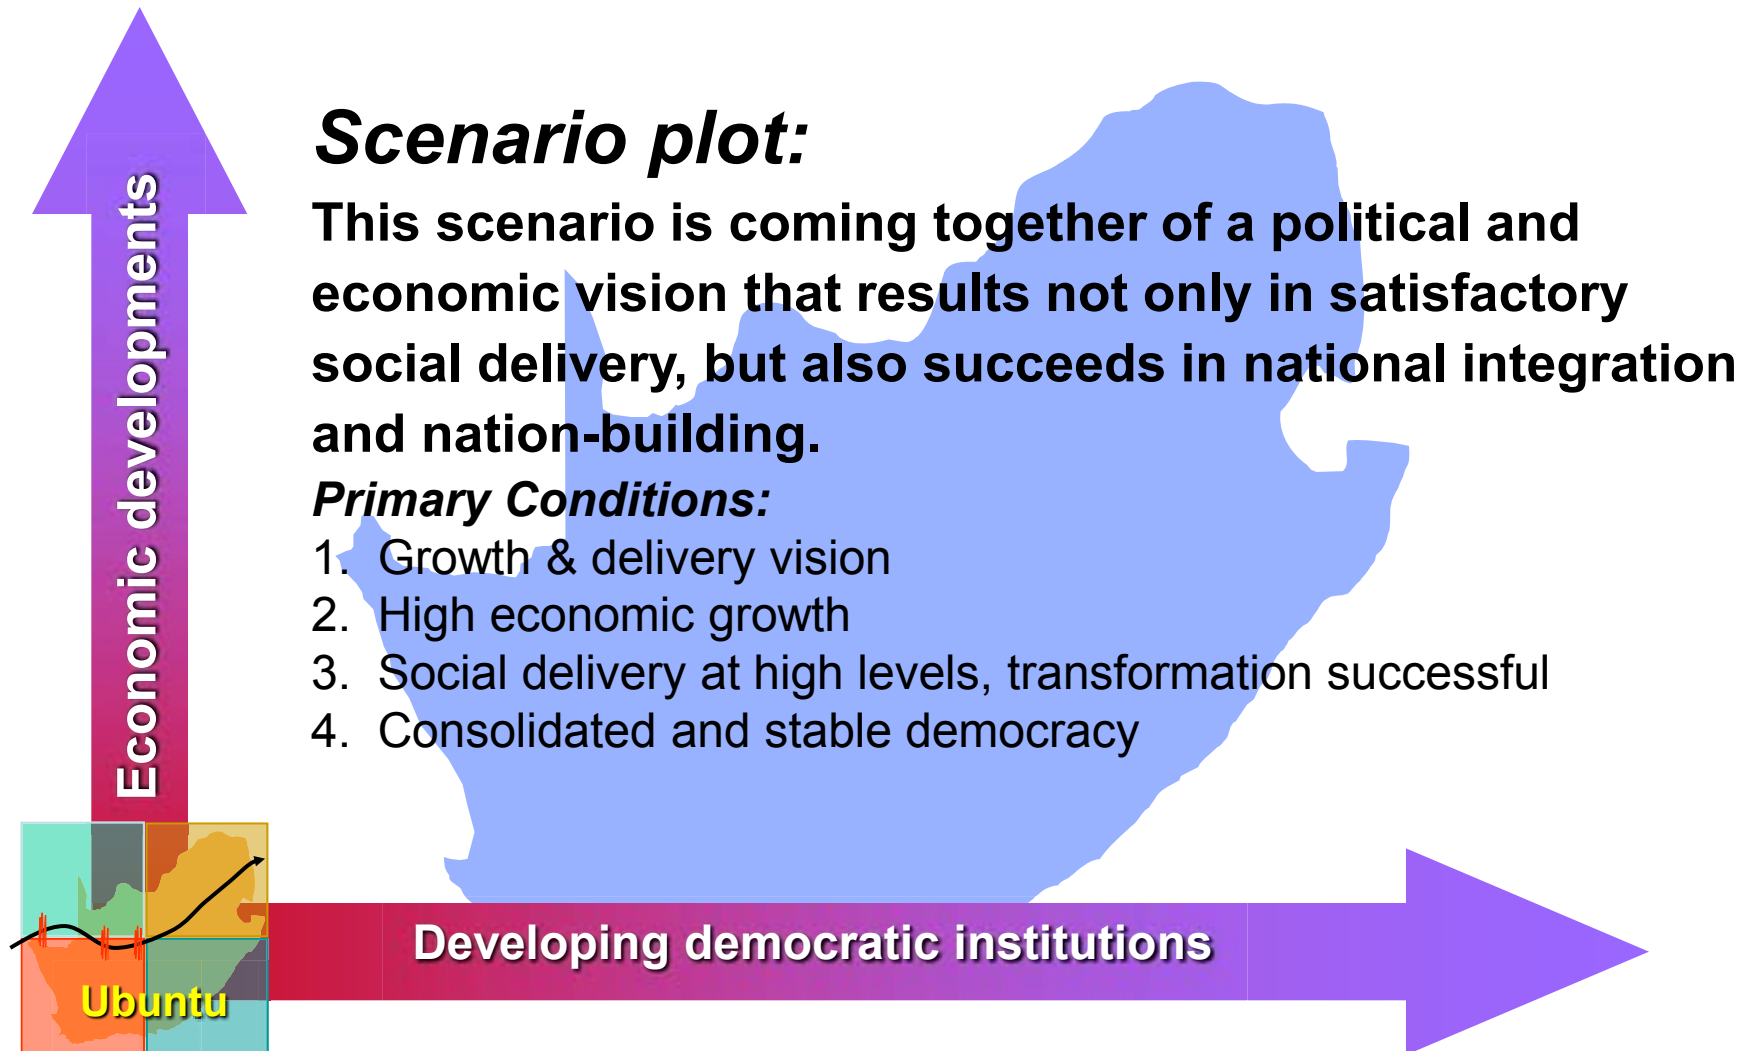 Scenario plot:
This scenario is coming together of a political and
economic vision that results not only in satisfactory
social delivery, but also succeeds in national integration
and nation-building.
Primary Conditions:
1. Growth & delivery vision
2. High economic growth
3. Social delivery at high levels, transformation successful
4. Consolidated and stable democracy
Economic developments
Developing democratic institutions
Ubuntu